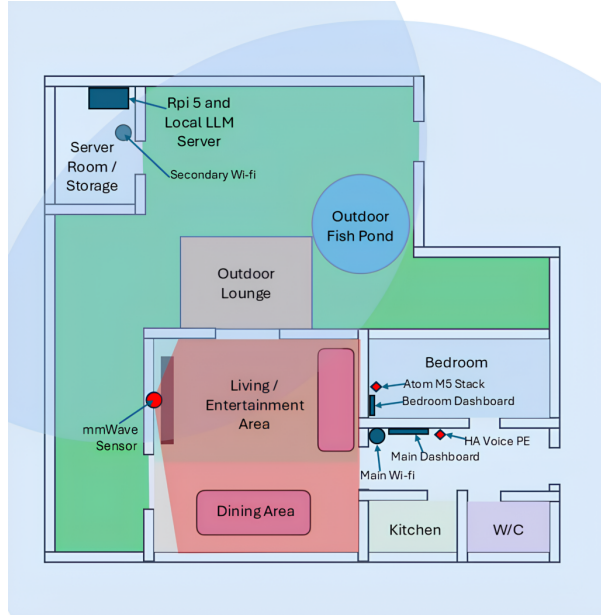 Rpi 5 and
Local LLM
Server
Server
Room /
Storage
Secondary Wi-fi
Outdoor
Fish Pond
Outdoor
Lounge
Bedroom
Atom M5 Stack
Bedroom Dashboard
Living /
Entertainment
Area
mmWave
Sensor
HA Voice PE
Main Dashboard
Main Wi-fi
Dining Area
Kitchen
W/C